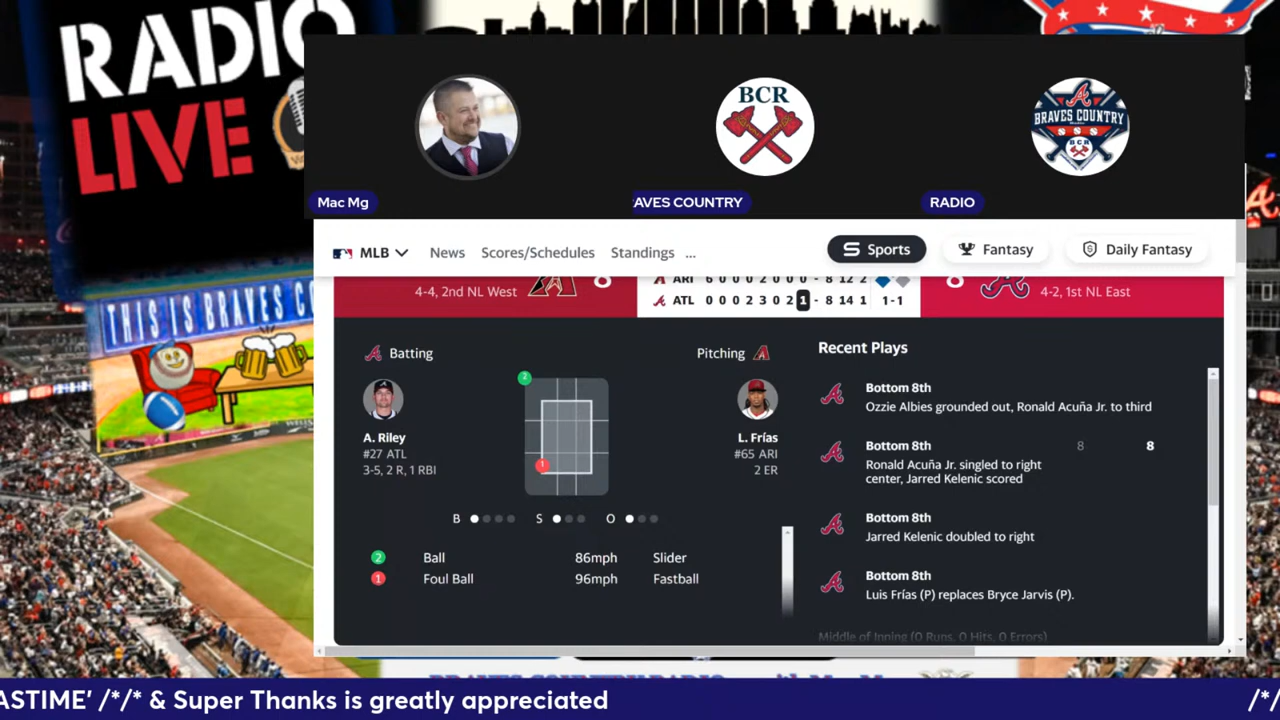 RADIO
LIVE
BCR
BRAVES COUNTRY
BCR
Mac Mg
AVES COUNTRY
RADIO
MLB
News
Scores/Schedules
Standings
...
Sports
Fantasy
Daily Fantasy
4-4, 2nd NL West
8
ARI 6 0 0 0 2 0 0 0 - 8 12 2
ATL 0 0 0 2 3 0 2 1 - 8 14 1
1-1
8
4-2, 1st NL East
Batting
Pitching
Recent Plays
2
1
A. Riley
#27 ATL
3-5, 2 R, 1 RBI
L. Frías
#65 ARI
2 ER
B
S
O
2 Ball 86mph Slider
1 Foul Ball 96mph Fastball
Bottom 8th
Ozzie Albies grounded out, Ronald Acuña Jr. to third
Bottom 8th 8 8
Ronald Acuña Jr. singled to right
center, Jarred Kelenic scored
Bottom 8th
Jarred Kelenic doubled to right
Bottom 8th
Luis Frías (P) replaces Bryce Jarvis (P).
Middle of Inning (0 Runs, 0 Hits, 0 Errors)
THIS IS BRAVES CO
ASTIME' /*/* & Super Thanks is greatly appreciated
/*/